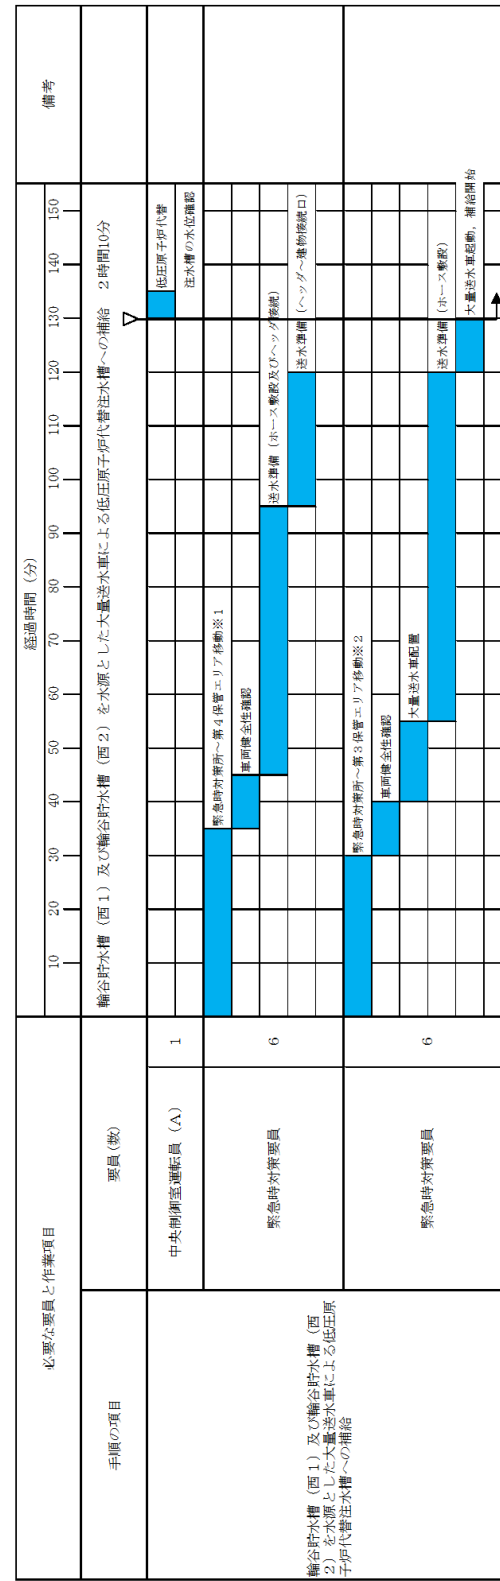 必要な要員と作業項目
経過時間（分）
備考
手順の項目
要員(数)
10 20 30 40 50 60 70 80 90 100 110 120 130 140 150
輪谷貯水槽（西１）及び輪谷貯水槽（西２）を水源とした大量送水車による低圧原子炉代替注水槽への補給　２時間10分
輪谷貯水槽（西１）及び輪谷貯水槽（西
２）を水源とした大量送水車による低圧原
子炉代替注水槽への補給
中央制御室運転員（Ａ）
1
低圧原子炉代替
注水槽の水位確認
緊急時対策要員
6
緊急時対策所～第４保管エリア移動※１
車両健全性確認
送水準備（ホース敷設及びヘッダ接続）
送水準備（ヘッダ～建物接続口）
緊急時対策要員
6
緊急時対策所～第３保管エリア移動※２
車両健全性確認
大量送水車配置
送水準備（ホース敷設）
大量送水車起動，補給開始